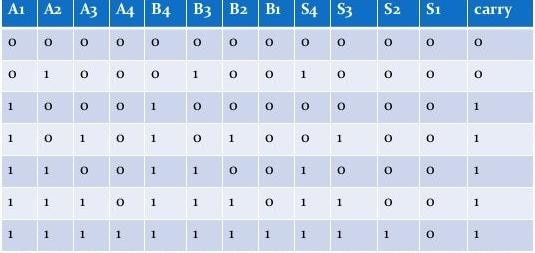 A1 A2 A3 A4 B4 B3 B2 B1 S4 S3 S2 S1 carry
0 0 0 0 0 0 0 0 0 0 0 0 0
0 1 0 0 0 1 0 0 1 0 0 0 0
1 0 0 0 1 0 0 0 0 0 0 0 1
1 0 1 0 1 0 1 0 0 1 0 0 1
1 1 0 0 1 1 0 0 1 0 0 0 1
1 1 1 0 1 1 1 0 1 1 0 0 1
1 1 1 1 1 1 1 1 1 1 1 0 1